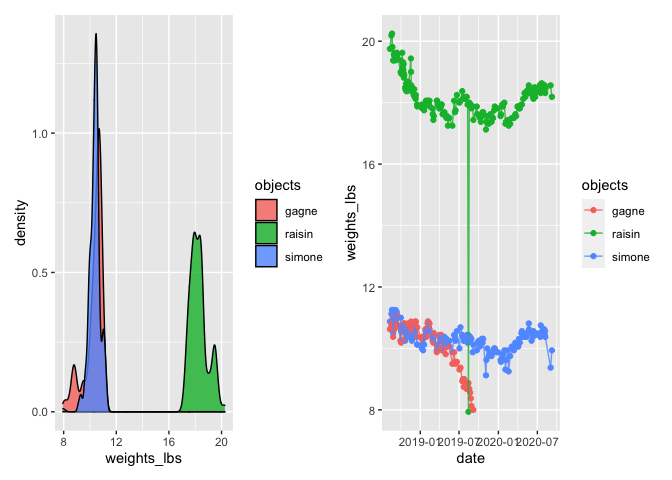 density
1.0
0.5
0.0
8
12
16
20
weights_lbs
objects
gagne
raisin
simone
weights_lbs
20
16
12
8
2019-01
2019-07
2020-01
2020-07
date
objects
gagne
raisin
simone